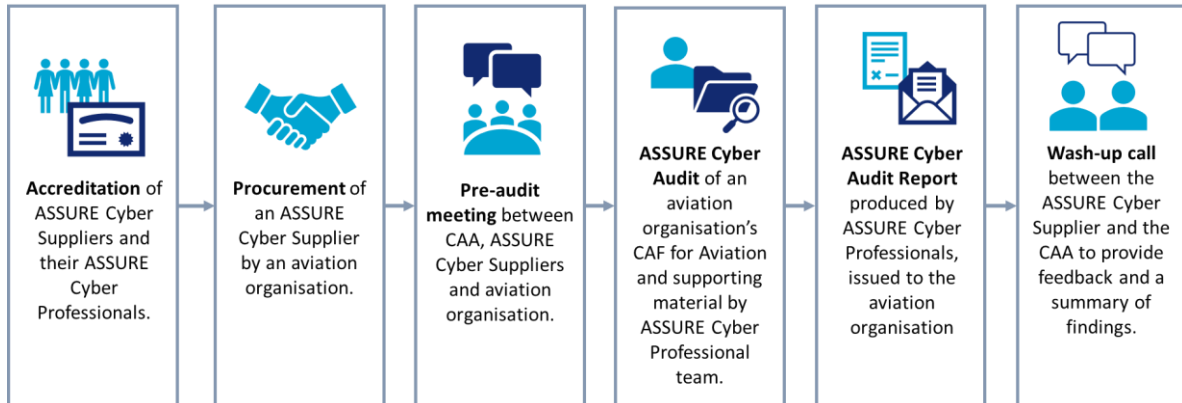 Accreditation of
ASSURE Cyber
Suppliers and
their ASSURE
Cyber
Professionals.
Procurement of
an ASSURE
Cyber Supplier
by an aviation
organisation.
Pre-audit
meeting between
CAA, ASSURE
Cyber Suppliers
and aviation
organisation.
ASSURE Cyber
Audit of an
aviation
organisation's
CAF for Aviation
and supporting
material by
ASSURE Cyber
Professional
team.
ASSURE Cyber
Audit Report
produced by
ASSURE Cyber
Professionals,
issued to the
aviation
organisation
Wash-up call
between the
ASSURE Cyber
Supplier and the
CAA to provide
feedback and a
summary of
findings.